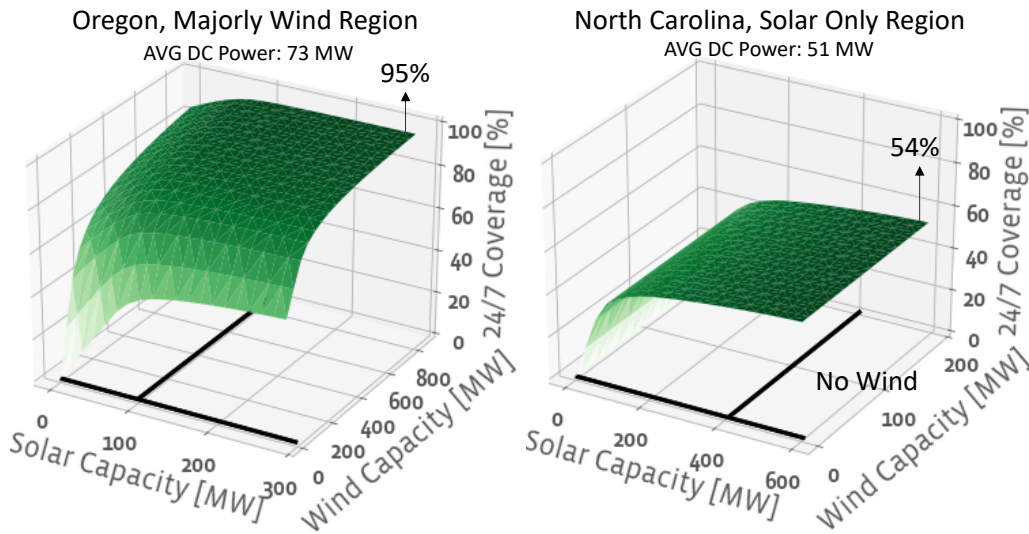 Oregon, Majorly Wind Region
AVG DC Power: 73 MW
95%
100
80
60
40
20
0
24/7 Coverage [%]
0
100
200
300
Solar Capacity [MW]
0
200
400
600
800
Wind Capacity [MW]
North Carolina, Solar Only Region
AVG DC Power: 51 MW
54%
100
80
60
40
20
0
24/7 Coverage [%]
No Wind
0
200
400
600
Solar Capacity [MW]
0
100
200
Wind Capacity [MW]